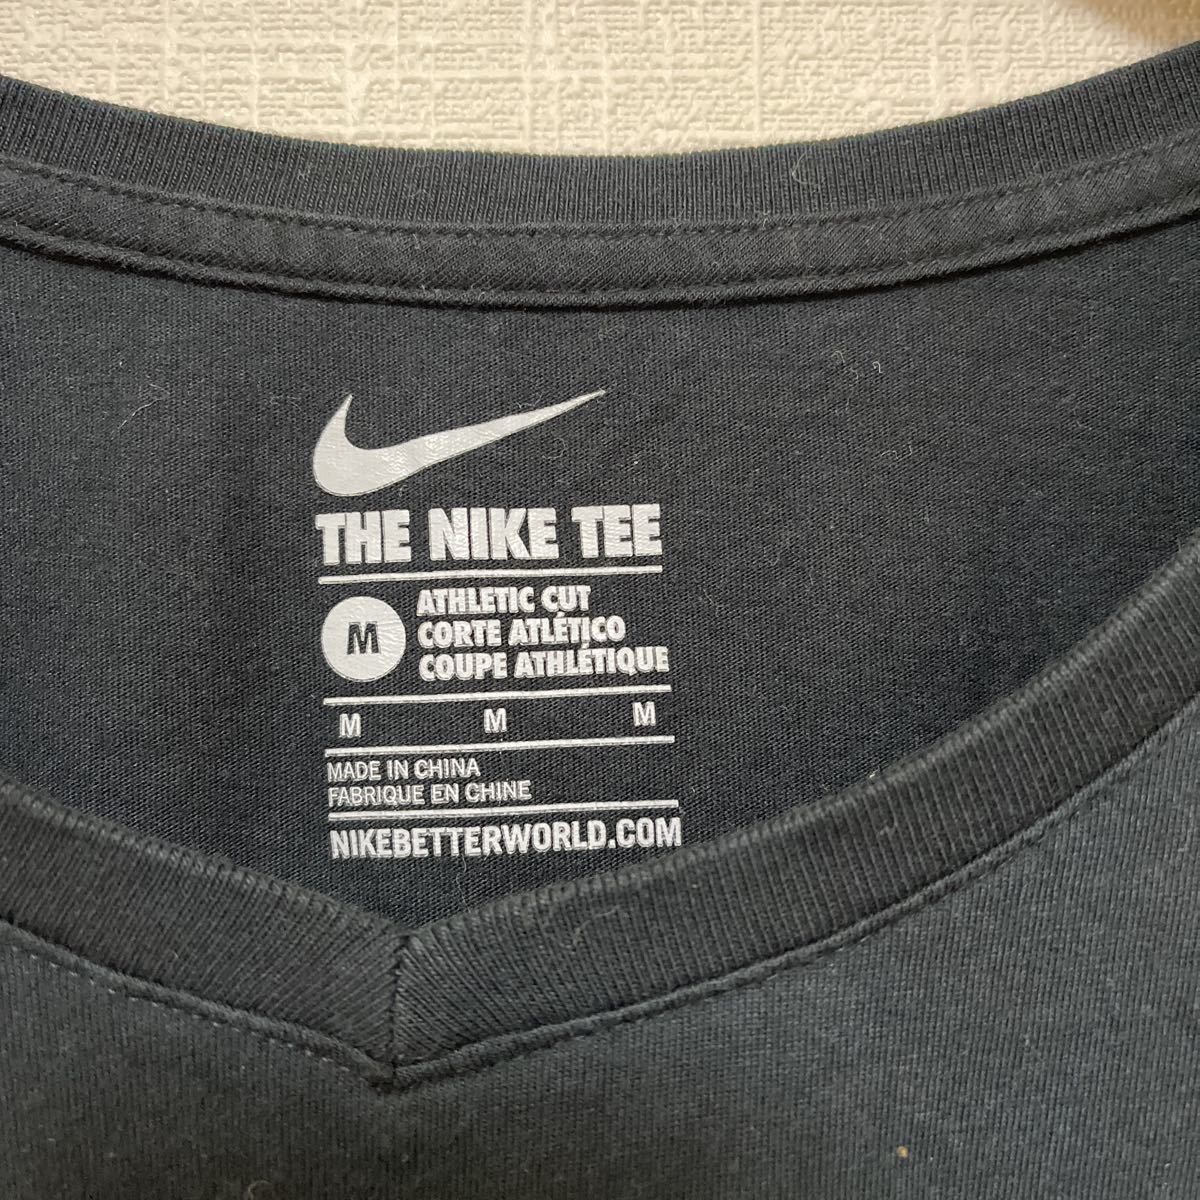 THE NIKE TEE
M
ATHLETIC CUT
CORTE ATLÉTICO
COUPE ATHLÉTIQUE
M M M
MADE IN CHINA
FABRIQUE EN CHINE
NIKEBETTERWORLD.COM